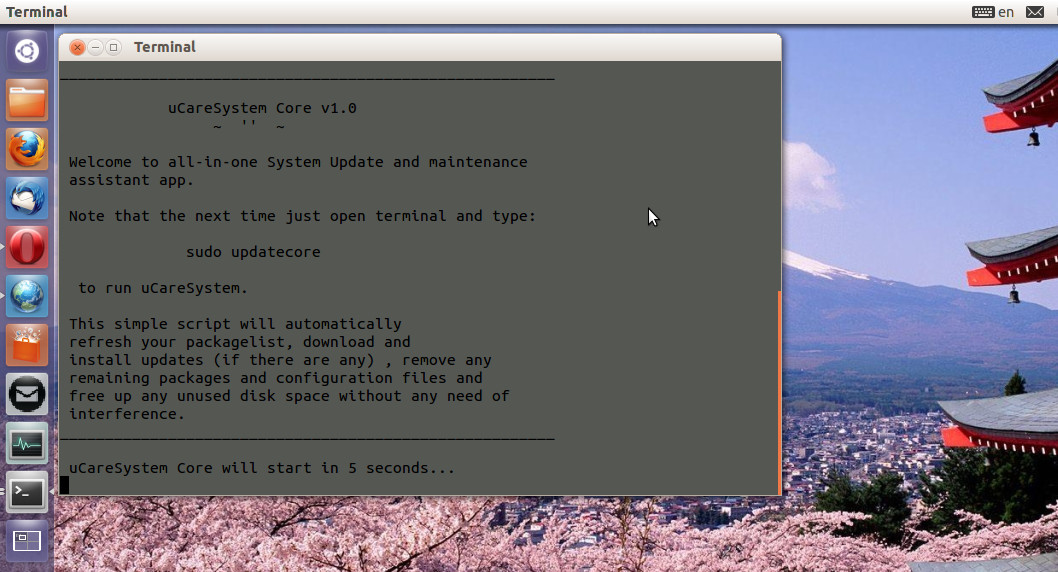 Terminal
en
Terminal
uCareSystem Core v1.0
~ '' ~
Welcome to all-in-one System Update and maintenance
assistant app.
Note that the next time just open terminal and type:
sudo updatecore
to run uCareSystem.
This simple script will automatically
refresh your packagelist, download and
install updates (if there are any) , remove any
remaining packages and configuration files and
free up any unused disk space without any need of
interference.
uCareSystem Core will start in 5 seconds...